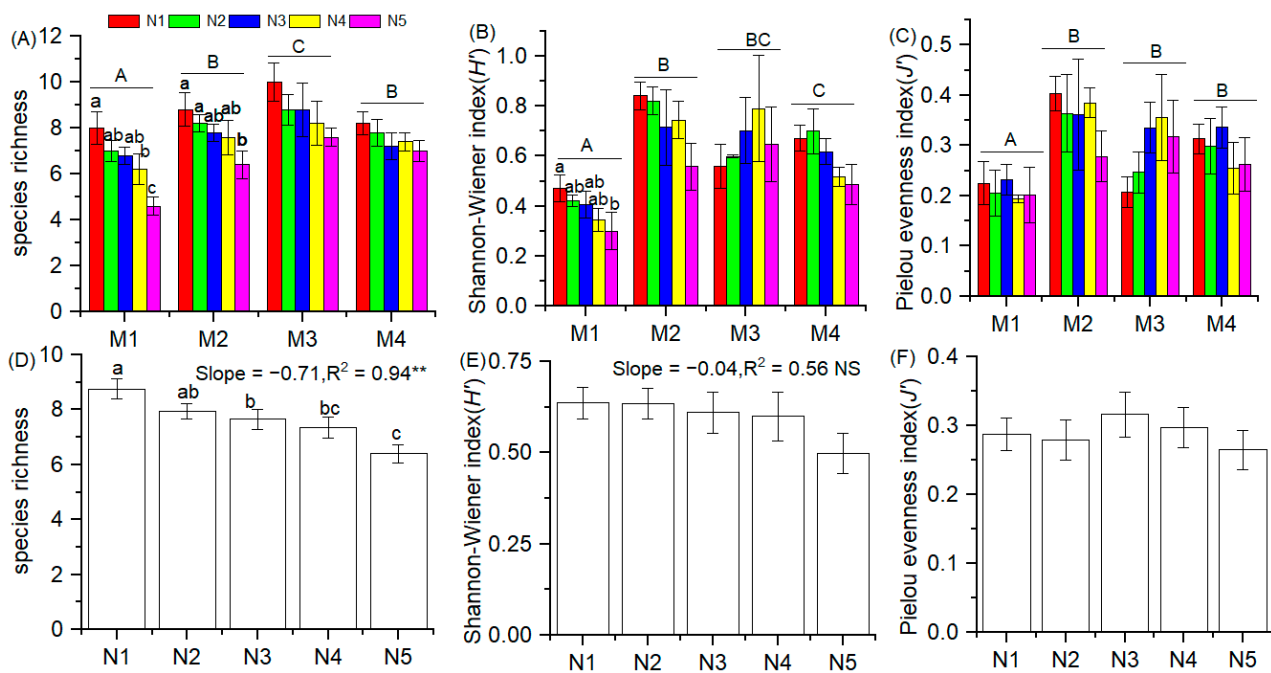 N1 N2 N3 N4 N5
(A)
species richness
12
10
8
6
4
2
0
A
B
C
B
a
ab
ab
b
c
a
a
ab
ab
b
M1 M2 M3 M4
(B)
Shannon-Wiener index(H′)
1.0
0.8
0.6
0.4
0.2
0.0
A
B
BC
C
a
ab
ab
ab
b
M1 M2 M3 M4
(C)
Pielou evenness index(J′)
0.5
0.4
0.3
0.2
0.1
0.0
A
B
B
B
M1 M2 M3 M4
(D)
species richness
10
8
6
4
2
0
Slope = −0.71,R² = 0.94**
a
ab
b
bc
c
N1 N2 N3 N4 N5
(E)
Shannon-Wiener index(H′)
0.75
0.50
0.25
0.00
Slope = −0.04,R² = 0.56 NS
N1 N2 N3 N4 N5
(F)
Pielou evenness index(J′)
0.4
0.3
0.2
0.1
0.0
N1 N2 N3 N4 N5